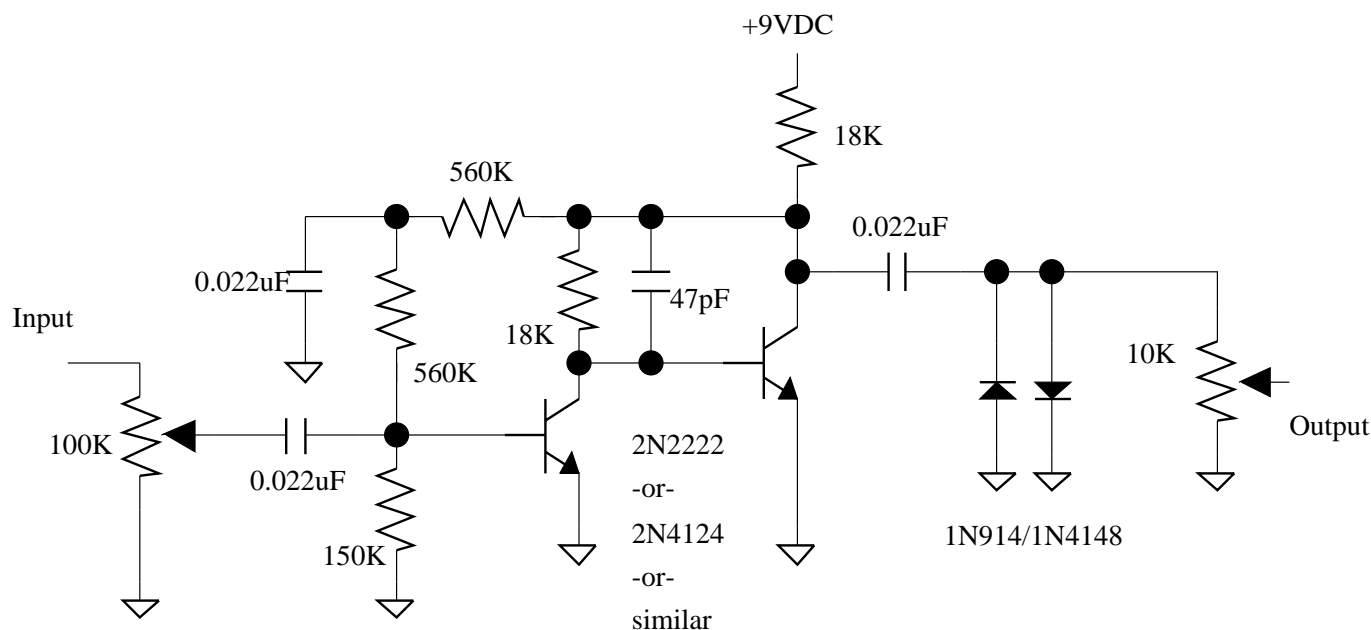 +9VDC
18K
560K
0.022uF
0.022uF
47pF
Input
18K
10K
560K
100K
Output
2N2222
0.022uF
-or-
2N4124
1N914/1N4148
150K
-or-
similar